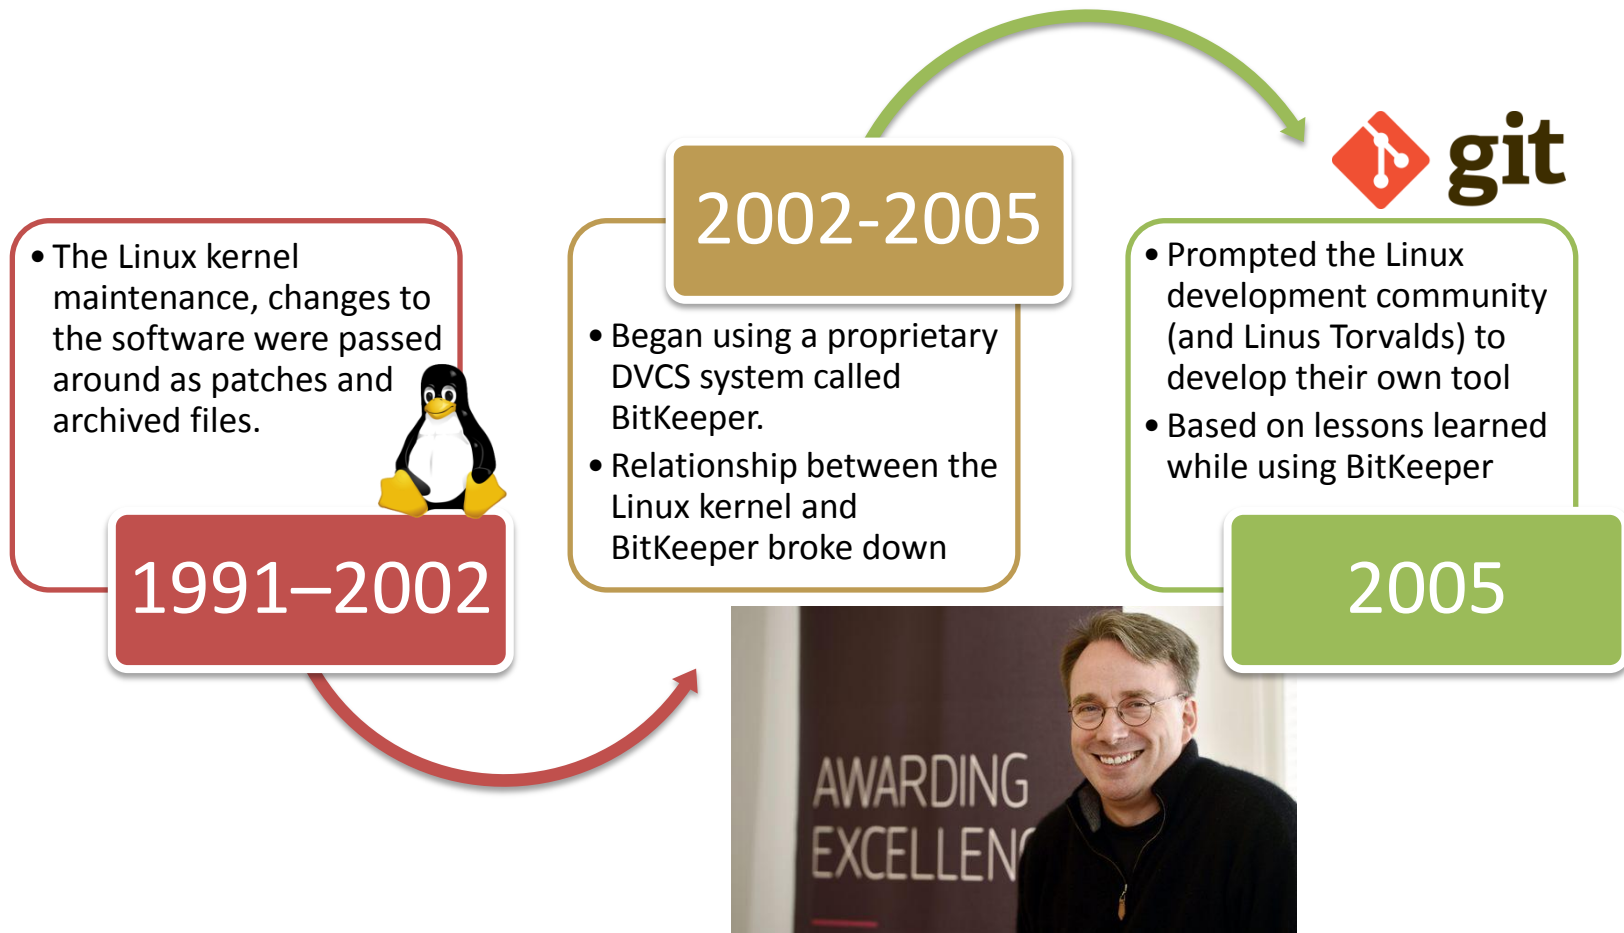 • The Linux kernel
maintenance, changes to
the software were passed
around as patches and
archived files.
1991–2002
2002-2005
• Began using a proprietary
DVCS system called
BitKeeper.
• Relationship between the
Linux kernel and
BitKeeper broke down
git
• Prompted the Linux
development community
(and Linus Torvalds) to
develop their own tool
• Based on lessons learned
while using BitKeeper
2005
AWARDING
EXCELLEN